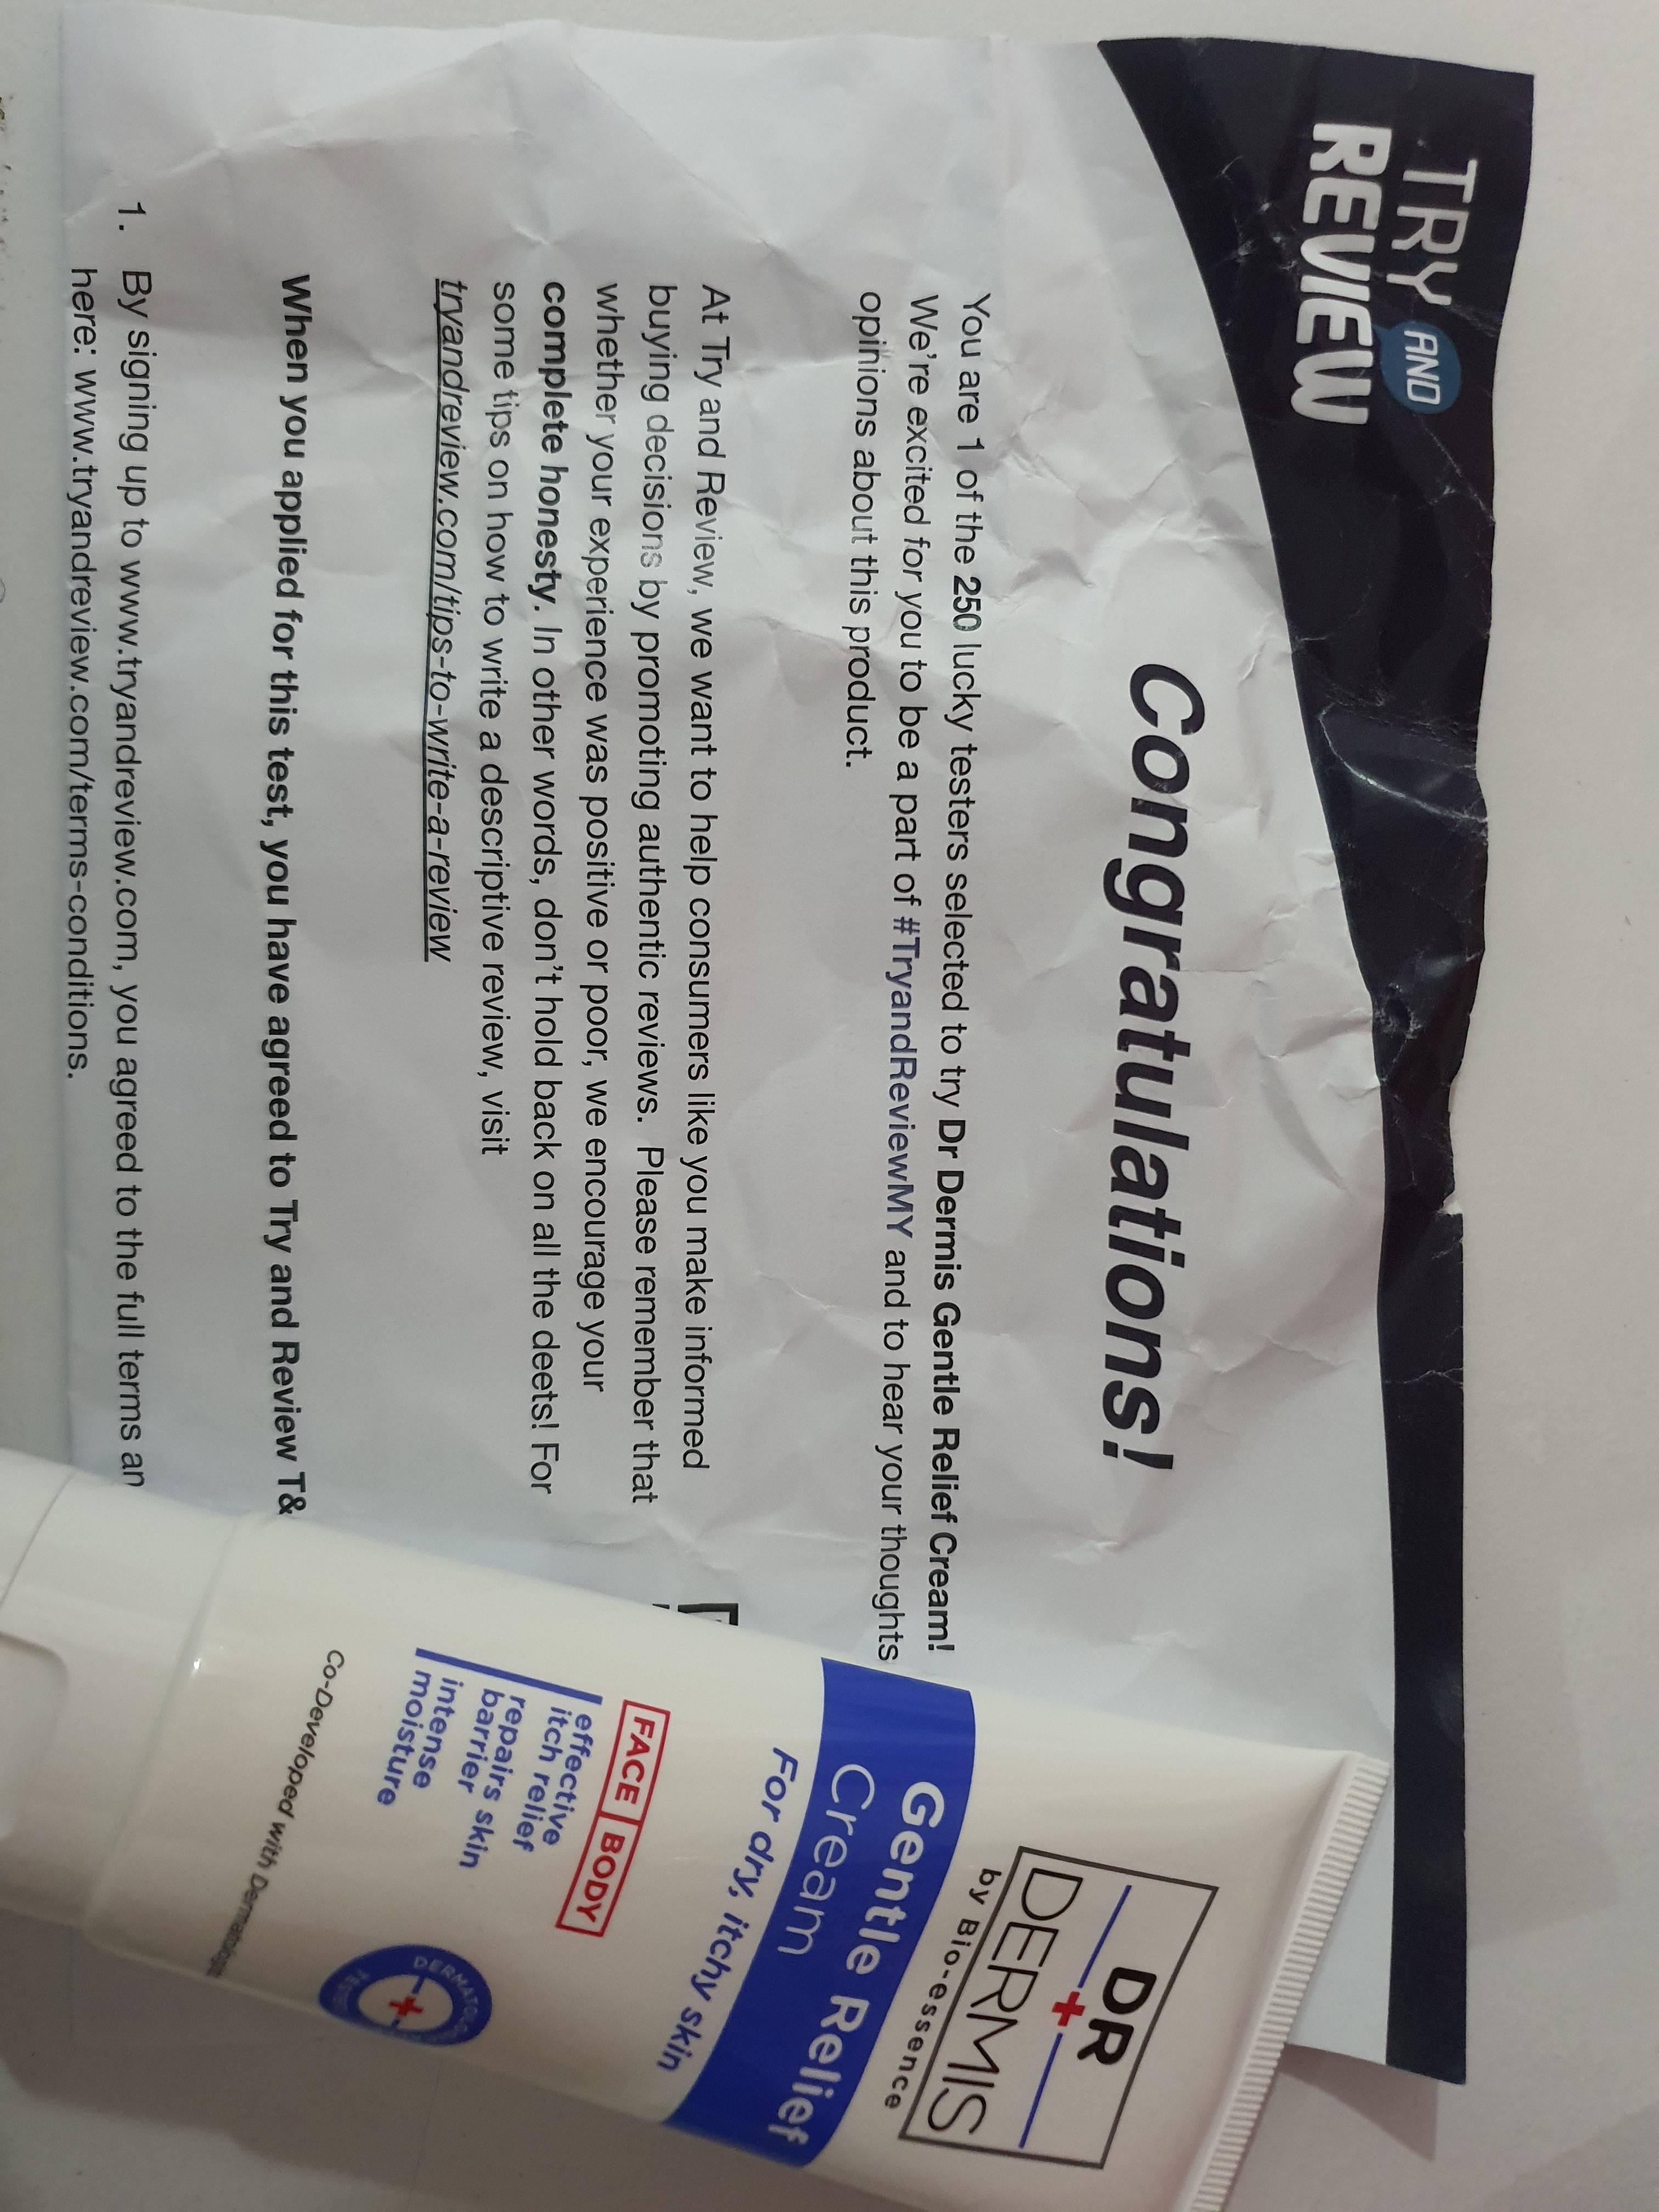 TRY AND
REVIEW
Congratulations!
You are 1 of the 250 lucky testers selected to try Dr Dermis Gentle Relief Cream!
We're excited for you to be a part of #TryandReviewMY and to hear your thoughts
opinions about this product.
At Try and Review, we want to help consumers like you make informed
buying decisions by promoting authentic reviews. Please remember that
whether your experience was positive or poor, we encourage your
complete honesty. In other words, don't hold back on all the deets! For
some tips on how to write a descriptive review, visit
tryandreview.com/tips-to-write-a-review
When you applied for this test, you have agreed to Try and Review T&
1. By signing up to www.tryandreview.com, you agreed to the full terms an
here: www.tryandreview.com/terms-conditions.
DR
DERMIS
by Bio-essence
Gentle Relief
Cream
For dry, itchy skin
FACE BODY
effective
itch relief
repairs skin
barrier
intense
moisture
Co-Developed with Dermatologist